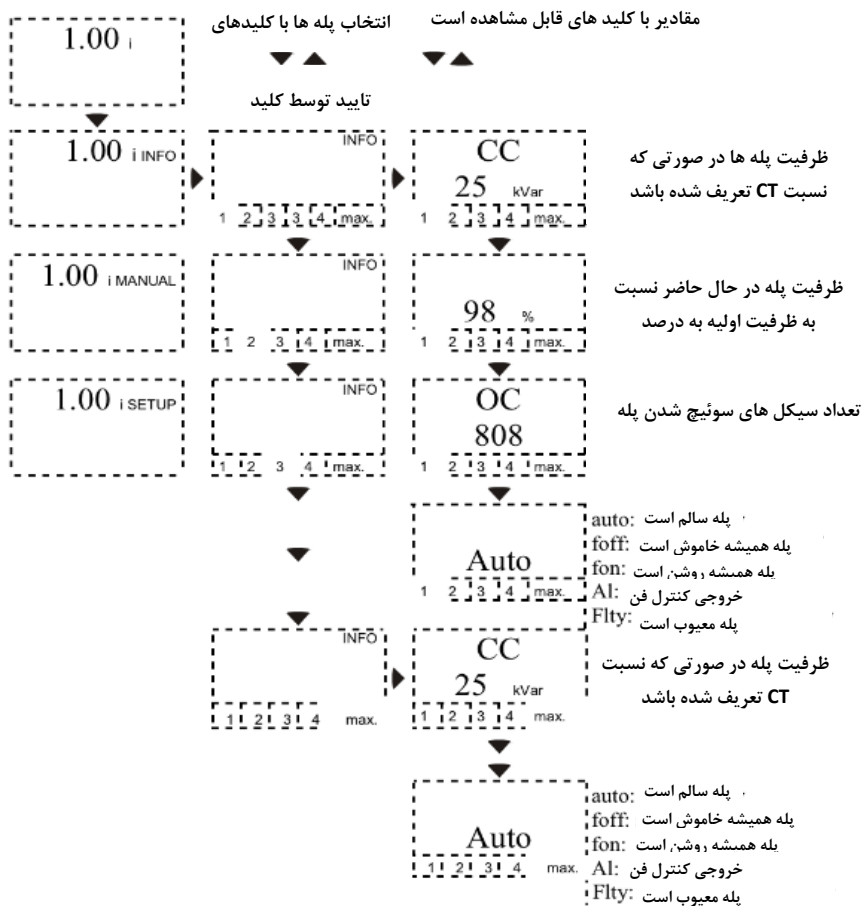 مقادیر با کلید های قابل مشاهده است
انتخاب پله ها با کلیدهای
1.00 i
تایید توسط کلید
1.00 i INFO
INFO
1 2 3 3 4 max.
CC
25 kVar
1 2 3 4 max.
ظرفیت پله ها در صورتی که
نسبت CT تعریف شده باشد
1.00 i MANUAL
INFO
1 2 3 4 max.
98 %
1 2 3 4 max.
ظرفیت پله در حال حاضر نسبت
به ظرفیت اولیه به درصد
1.00 i SETUP
INFO
1 2 3 4 max.
OC
808
1 2 3 4 max.
تعداد سیکل های سوئیچ شدن پله
Auto
1 2 3 4 max.
auto: پله سالم است
foff: پله همیشه خاموش است
fon: پله همیشه روشن است
Al: خروجی کنترل فن
Flty: پله معیوب است
INFO
1 2 3 4 max.
CC
25 kVar
1 2 3 4 max.
ظرفیت پله در صورتی که نسبت
CT تعریف شده باشد
Auto
1 2 3 4 max.
auto: پله سالم است
foff: پله همیشه خاموش است
fon: پله همیشه روشن است
Al: خروجی کنترل فن
Flty: پله معیوب است